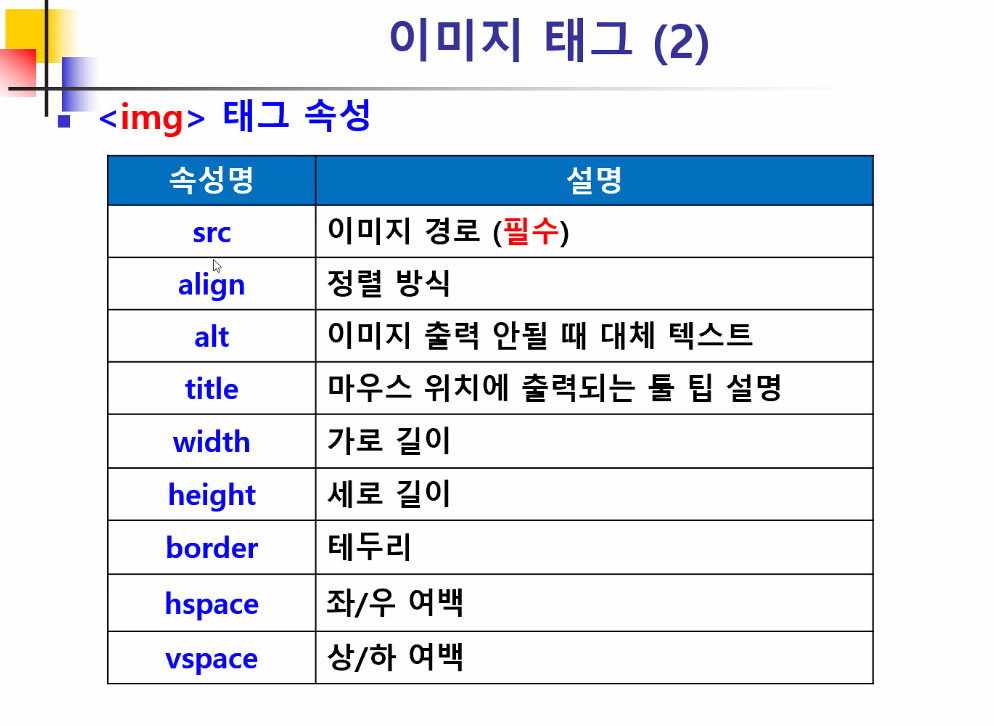 이미지 태그 (2)
<img> 태그 속성
속성명 설명
src 이미지 경로 (필수)
align 정렬 방식
alt 이미지 출력 안될 때 대체 텍스트
title 마우스 위치에 출력되는 툴 팁 설명
width 가로 길이
height 세로 길이
border 테두리
hspace 좌/우 여백
vspace 상/하 여백